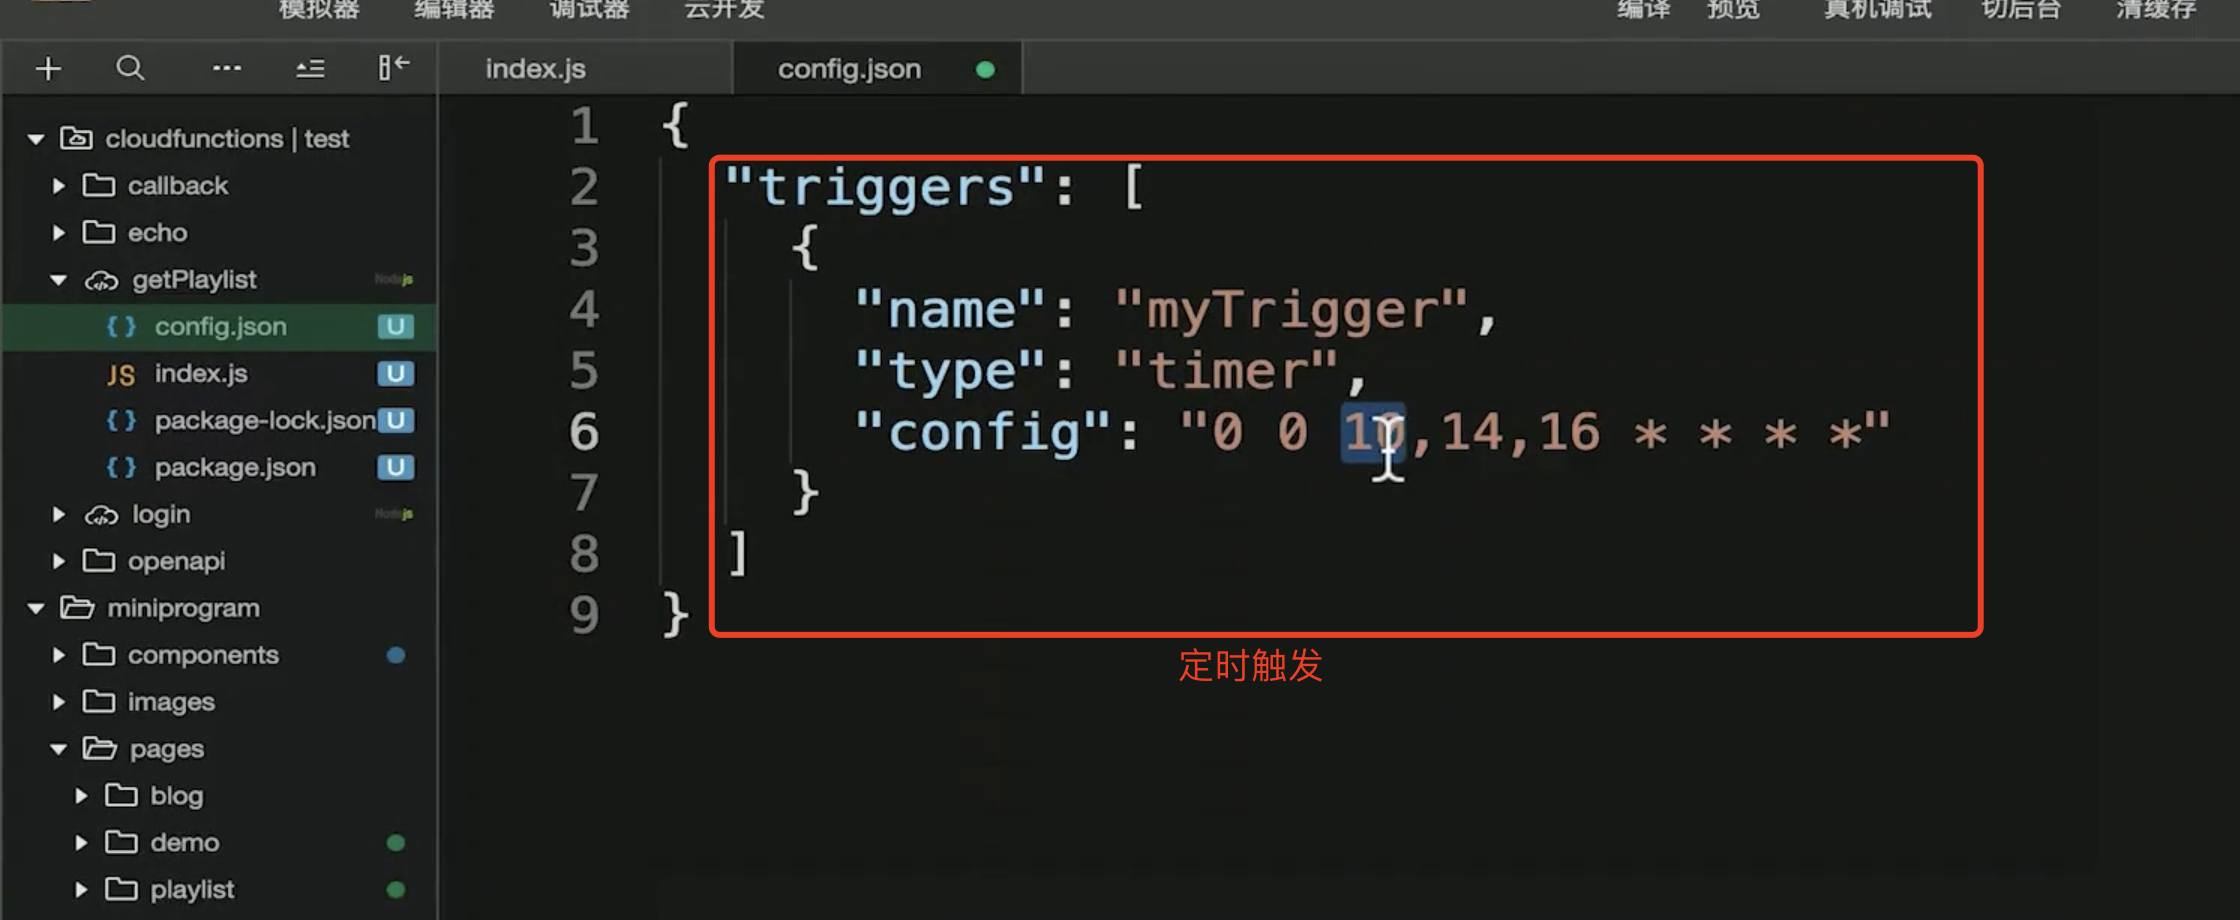 模拟器 编辑器 调试器 云开发 编译 预览 真机调试 切后台 清缓存
index.js config.json
cloudfunctions | test
callback
echo
getPlaylist
config.json U
JS index.js U
package-lock.json U
package.json U
login
openapi
miniprogram
components
images
pages
blog
demo
playlist
1 {
2 "triggers": [
3 {
4 "name": "myTrigger",
5 "type": "timer",
6 "config": "0 0 10,14,16 * * * *"
7 }
8 ]
9 }
定时触发